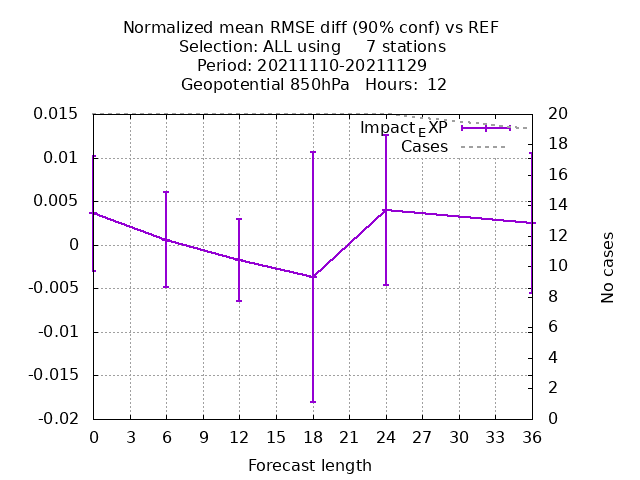 Normalized mean RMSE diff (90% conf) vs REF
Selection: ALL using     7 stations
Period: 20211110-20211129
Geopotential 850hPa   Hours:  12
0.015
0.01
0.005
0
-0.005
-0.01
-0.015
-0.02
20
18
16
14
12
10
8
6
4
2
0
Impact_EXP
Cases
No cases
0 3 6 9 12 15 18 21 24 27 30 33 36
Forecast length